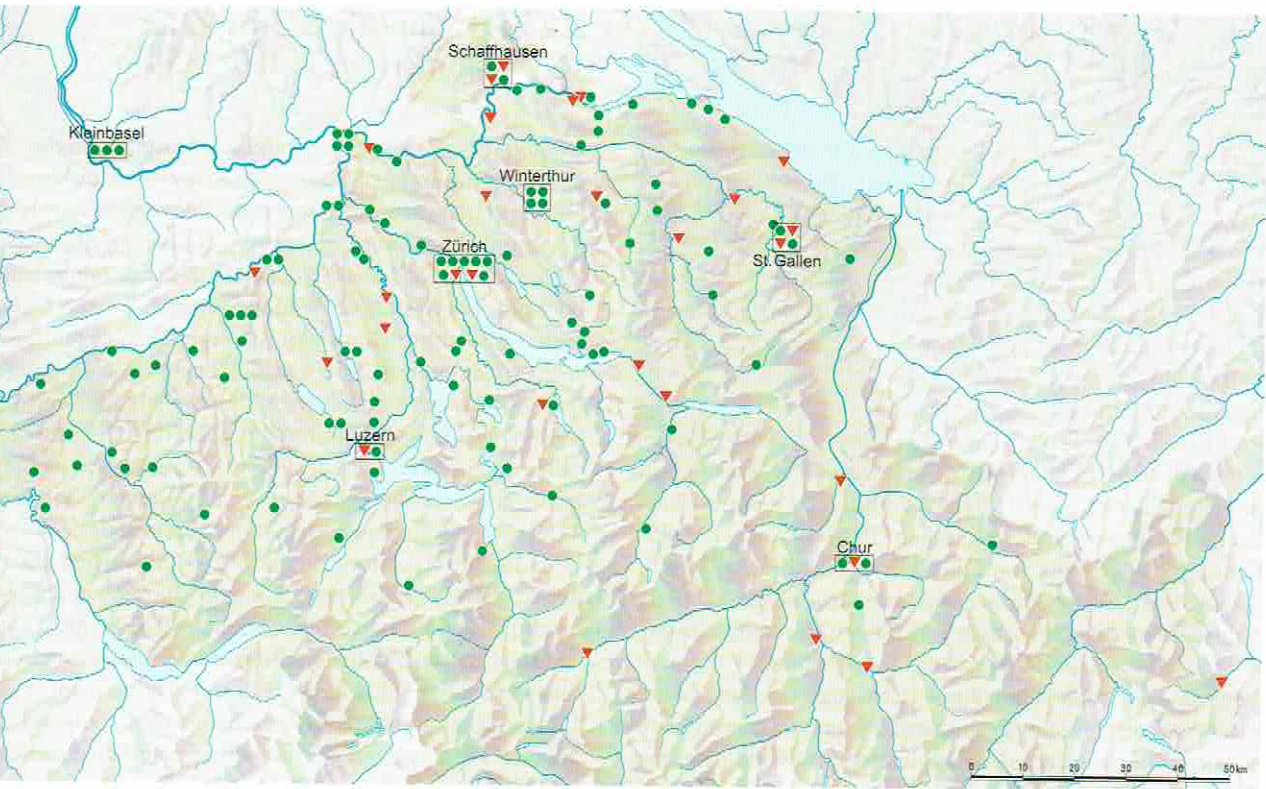 Schaffhausen
Kleinbasel
Winterthur
Zürich
St.Gallen
Luzern
Chur
0 10 20 30 40 50km